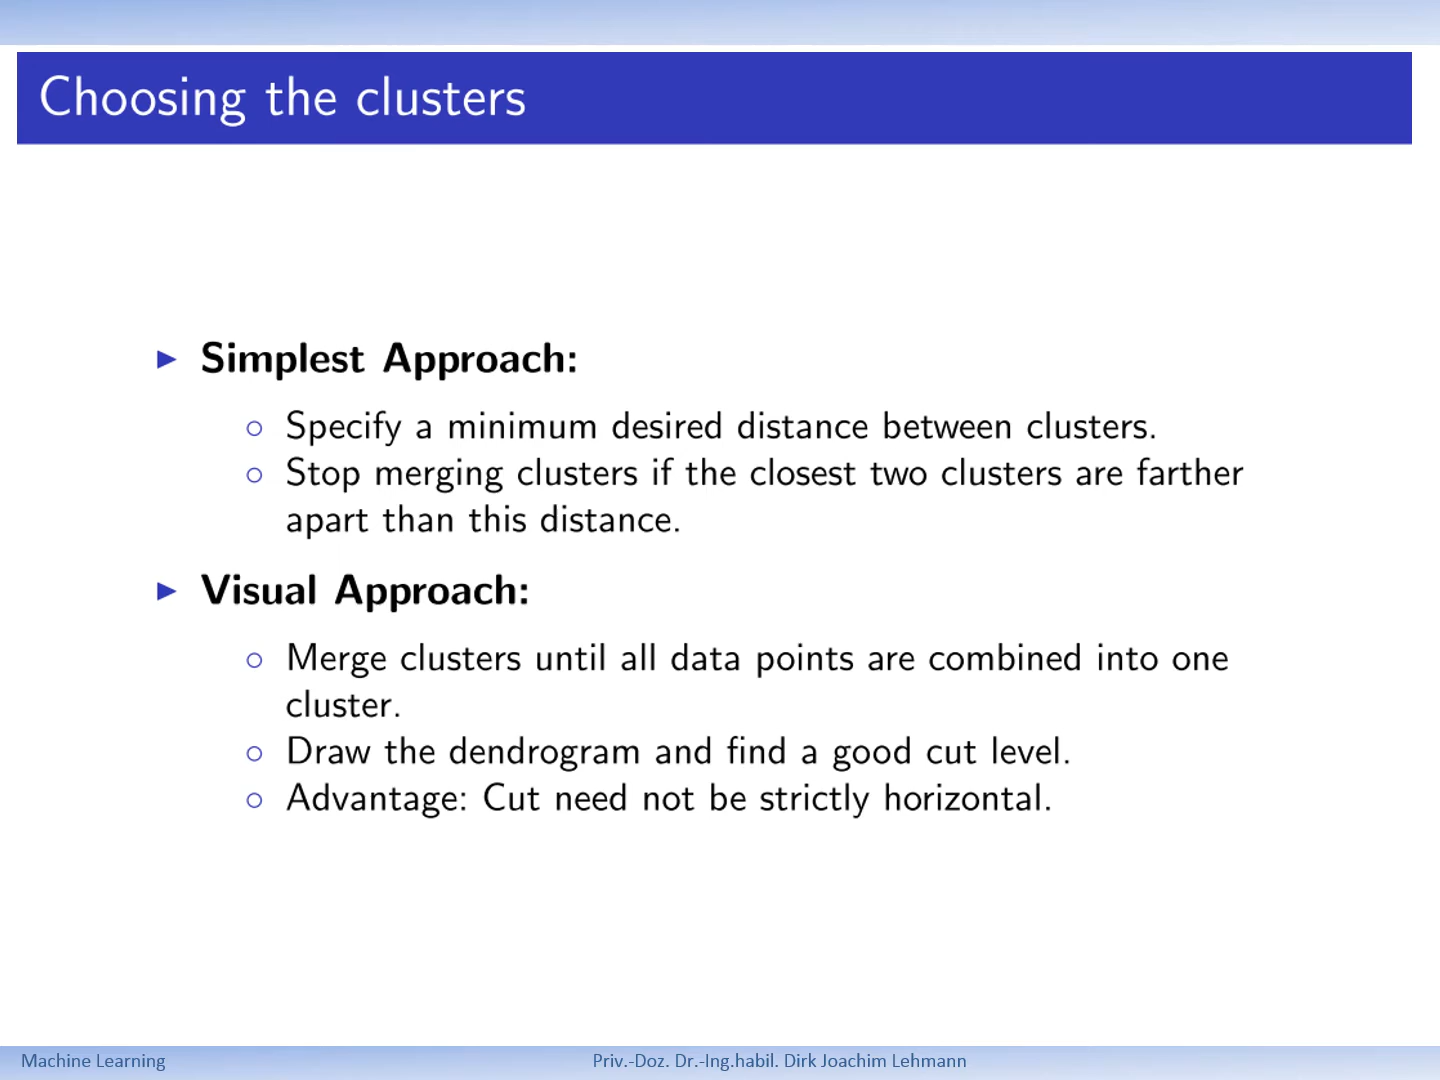 Choosing the clusters
Simplest Approach:
Specify a minimum desired distance between clusters.
Stop merging clusters if the closest two clusters are farther
apart than this distance.
Visual Approach:
Merge clusters until all data points are combined into one
cluster.
Draw the dendrogram and find a good cut level.
Advantage: Cut need not be strictly horizontal.
Machine Learning
Priv.-Doz. Dr.-Ing.habil. Dirk Joachim Lehmann